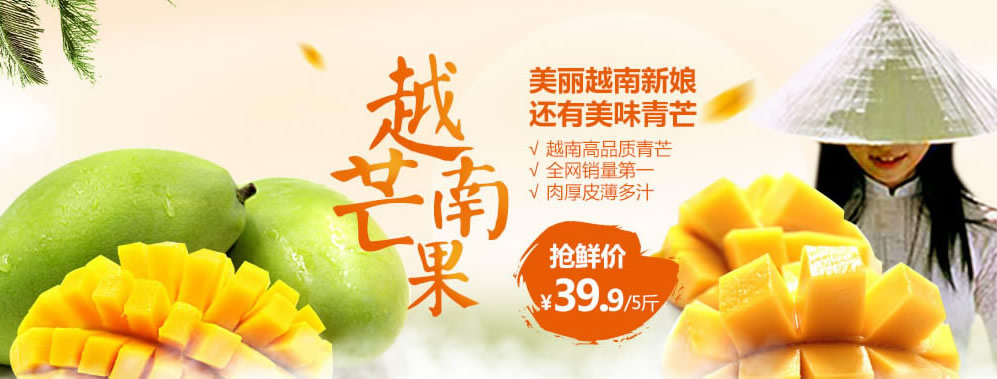 越南
芒果
美丽越南新娘
还有美味青芒
√ 越南高品质青芒
√ 全网销量第一
√ 肉厚皮薄多汁
抢鲜价
¥39.9/5斤